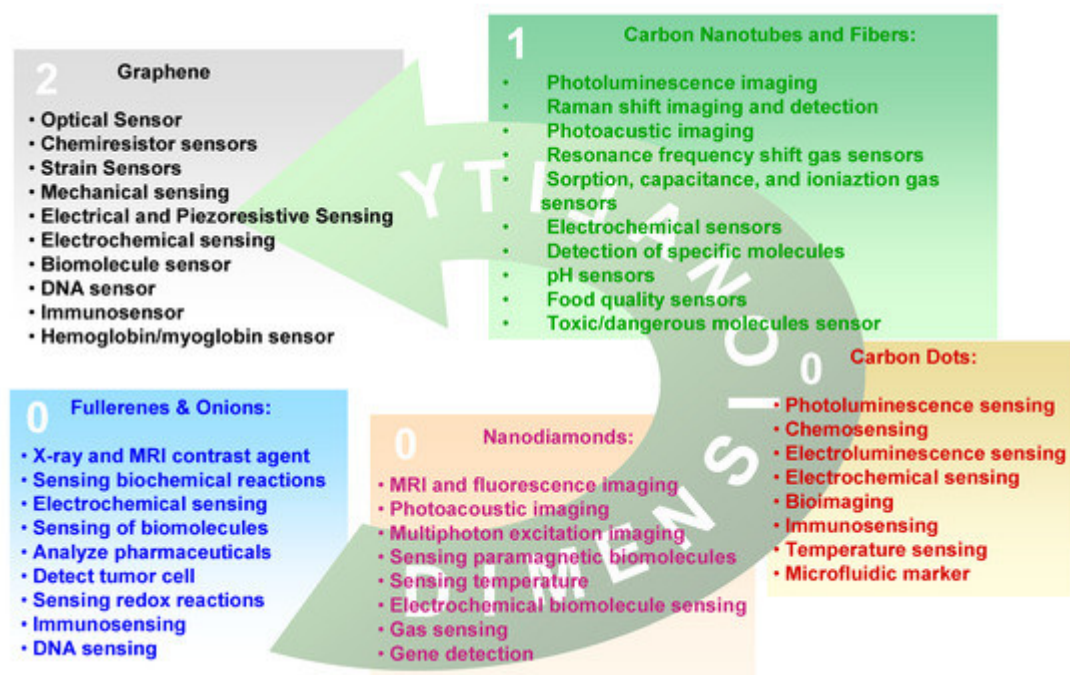 2 Graphene
• Optical Sensor
• Chemiresistor sensors
• Strain Sensors
• Mechanical sensing
• Electrical and Piezoresistive Sensing
• Electrochemical sensing
• Biomolecule sensor
• DNA sensor
• Immunosensor
• Hemoglobin/myoglobin sensor
1 Carbon Nanotubes and Fibers:
• Photoluminescence imaging
• Raman shift imaging and detection
• Photoacustic imaging
• Resonance frequency shift gas sensors
• Sorption, capacitance, and ioniaztion gas
sensors
• Electrochemical sensors
• Detection of specific molecules
• pH sensors
• Food quality sensors
• Toxic/dangerous molecules sensor
0 Fullerenes & Onions:
• X-ray and MRI contrast agent
• Sensing biochemical reactions
• Electrochemical sensing
• Sensing of biomolecules
• Analyze pharmaceuticals
• Detect tumor cell
• Sensing redox reactions
• Immunosensing
• DNA sensing
0 Nanodiamonds:
• MRI and fluorescence imaging
• Photoacoustic imaging
• Multiphoton excitation imaging
• Sensing paramagnetic biomolecules
• Sensing temperature
• Electrochemical biomolecule sensing
• Gas sensing
• Gene detection
0 Carbon Dots:
• Photoluminescence sensing
• Chemosensing
• Electroluminescence sensing
• Electrochemical sensing
• Bioimaging
• Immunosensing
• Temperature sensing
• Microfluidic marker
DIMENSIONALITY